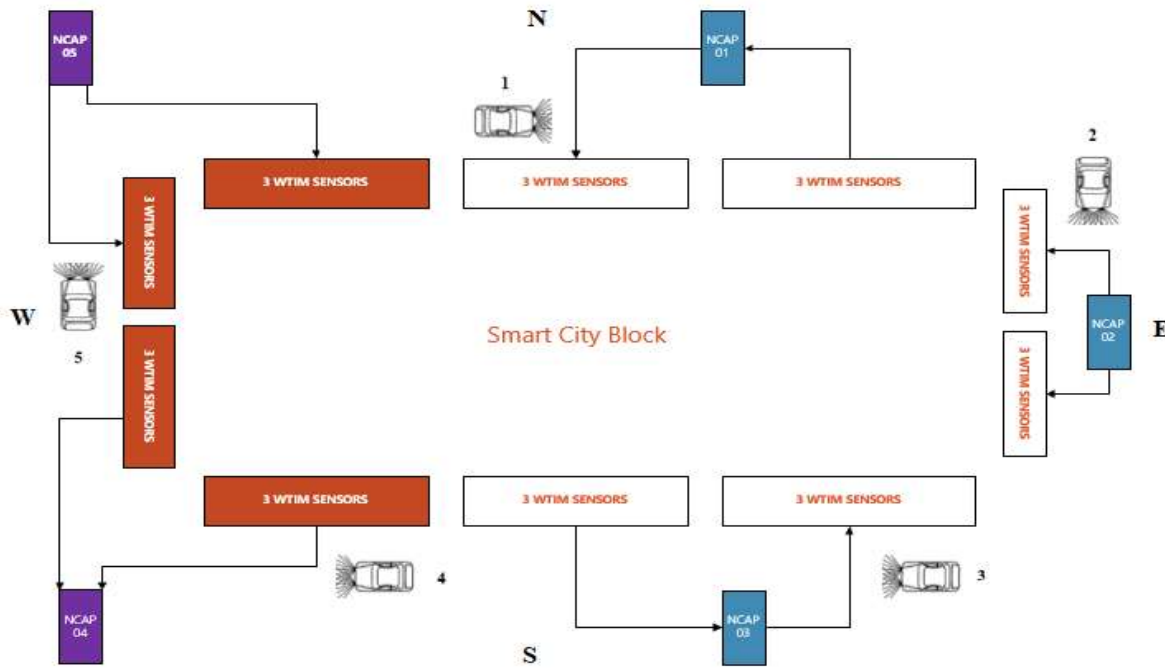 N
NCAP
05
NCAP
01
1
2
3 WTIM SENSORS
3 WTIM SENSORS
3 WTIM SENSORS
3 WTIM SENSORS
3 WTIM SENSORS
W
5
Smart City Block
NCAP
02
E
3 WTIM SENSORS
3 WTIM SENSORS
3 WTIM SENSORS
3 WTIM SENSORS
3 WTIM SENSORS
4
3
NCAP
04
NCAP
03
S